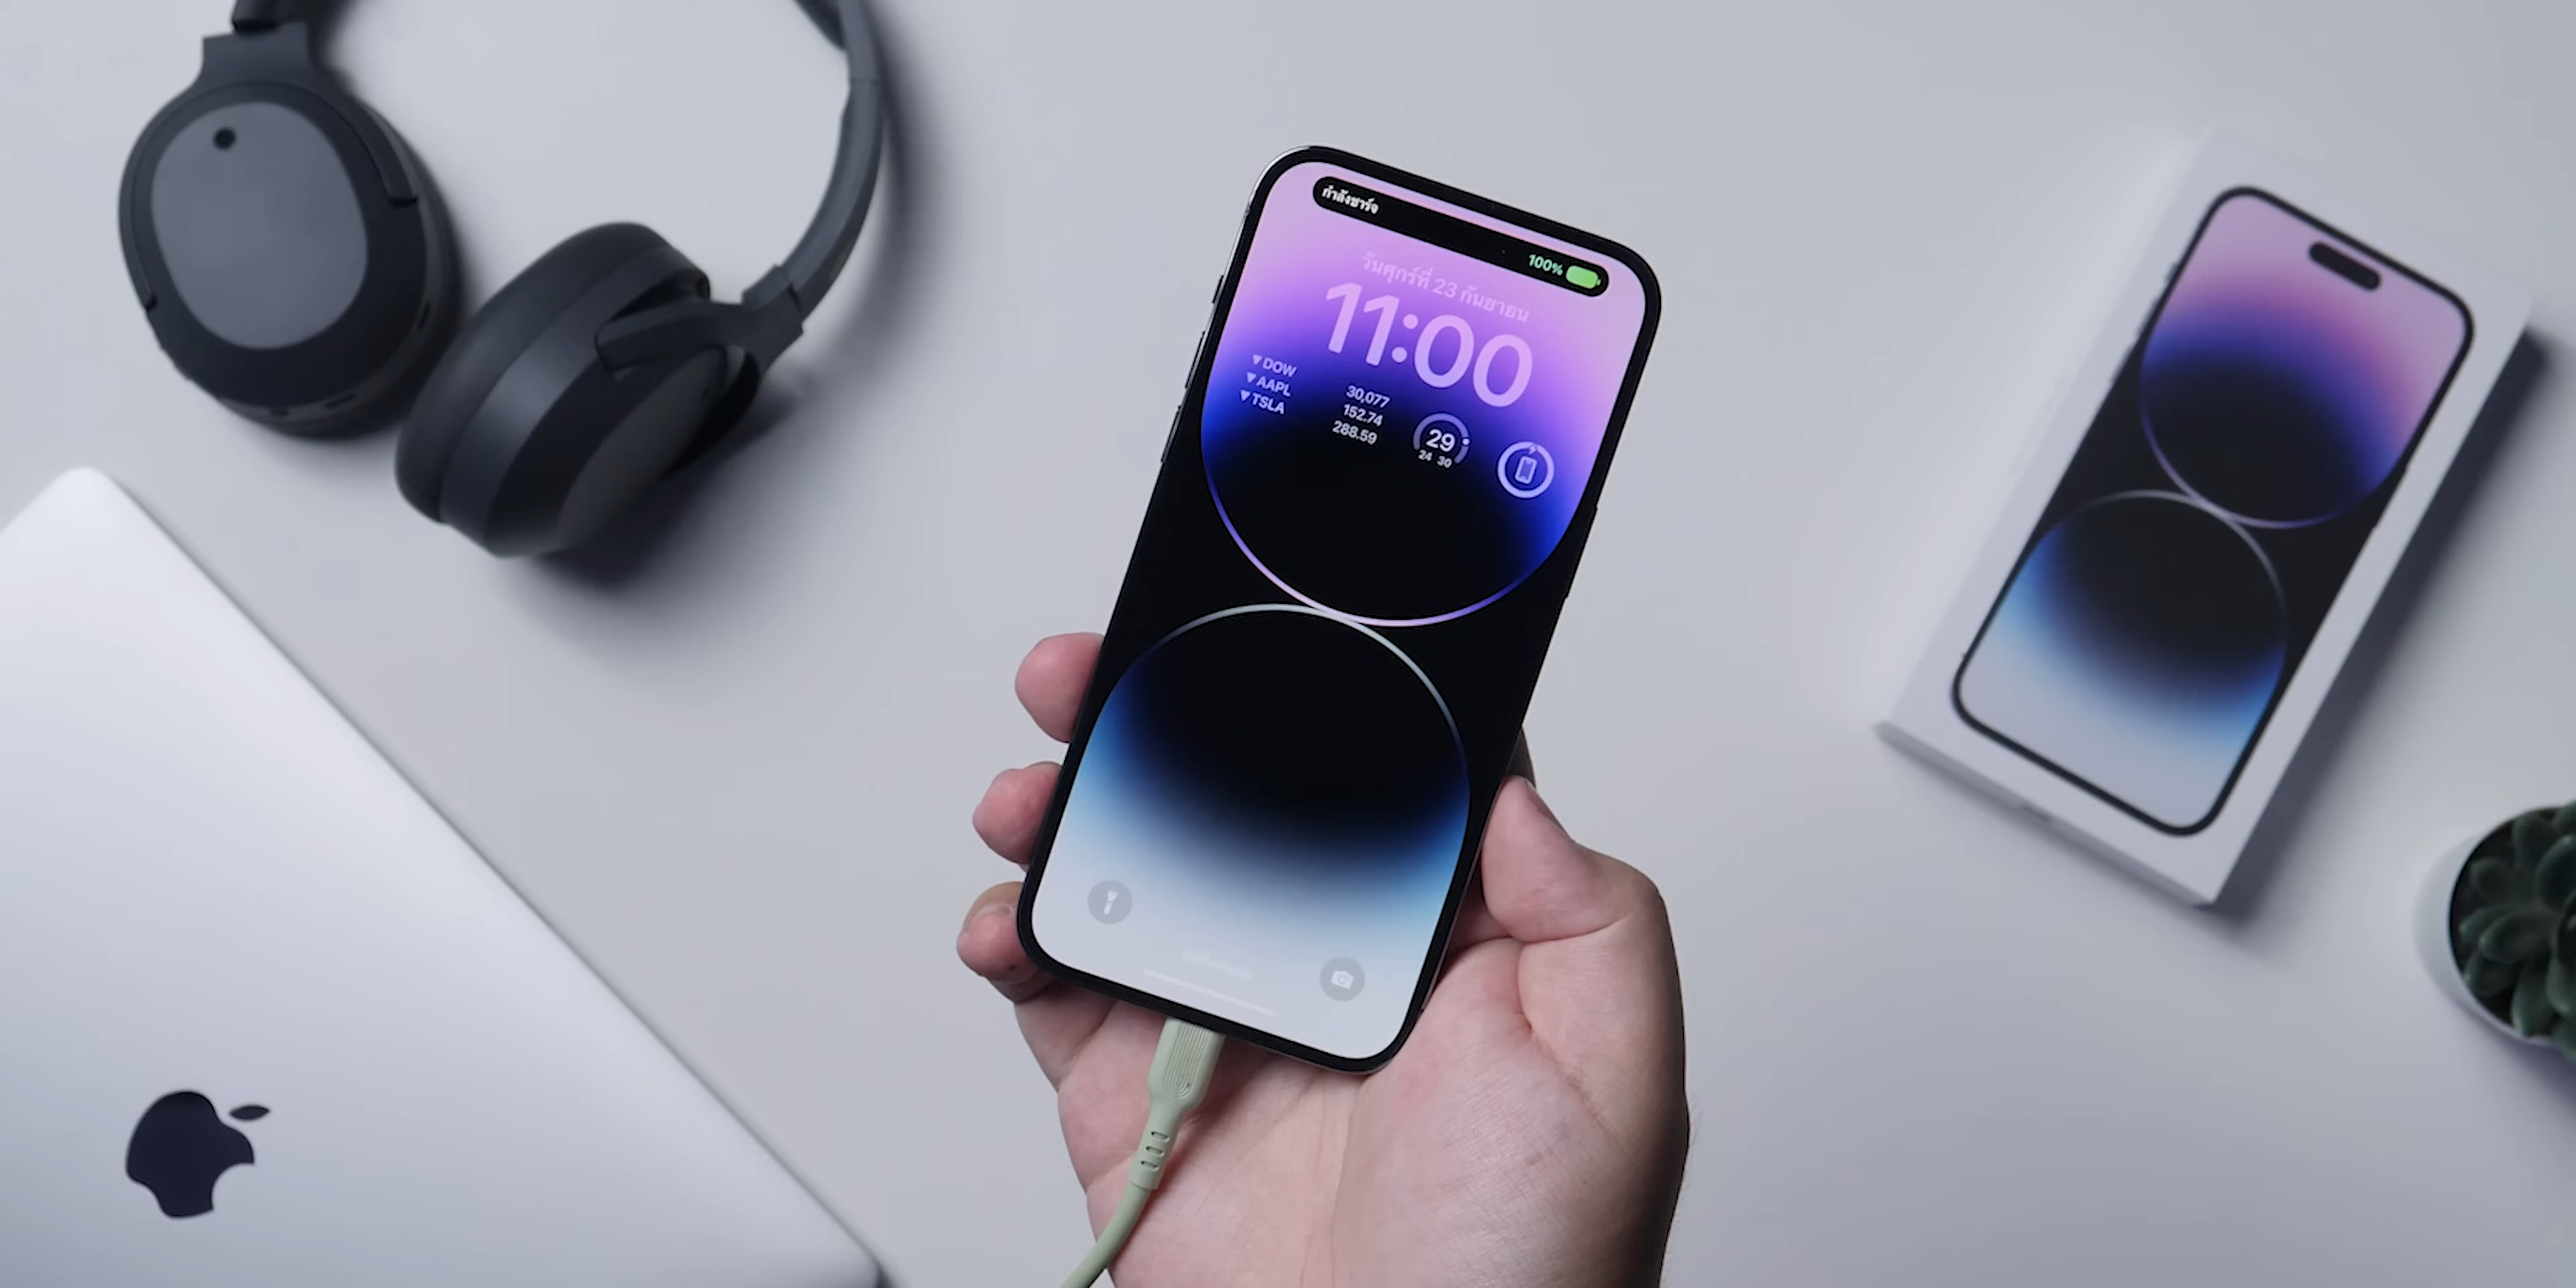 กำลังชาร์จ
100%
วันศุกร์ที่ 23 กันยายน
11:00
▼DOW 30,077
▼AAPL 152.74
▼TSLA 288.59
29
24 30